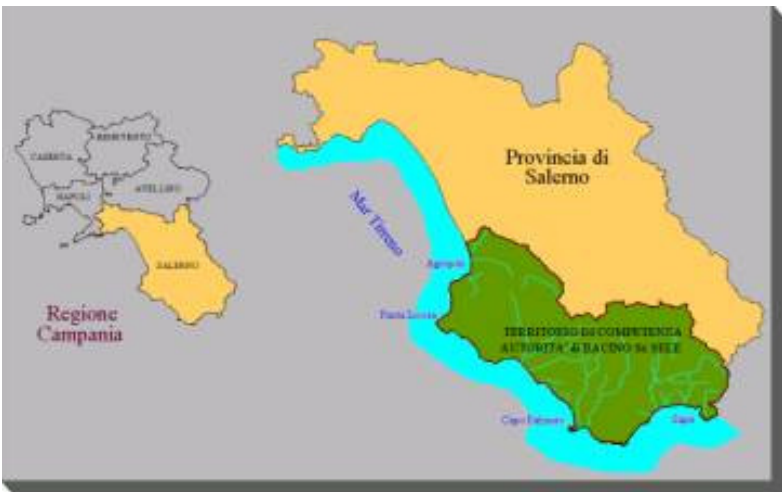 BENEVENTO
CASERTA
NAPOLI
AVELLINO
SALERNO
Regione
Campania
Provincia di
Salerno
Mar Tirreno
Agropoli
Punta Licosa
TERRITORIO DI COMPETENZA
AUTORITA' di BACINO Sx SELE
Capo Palinuro
Sapri